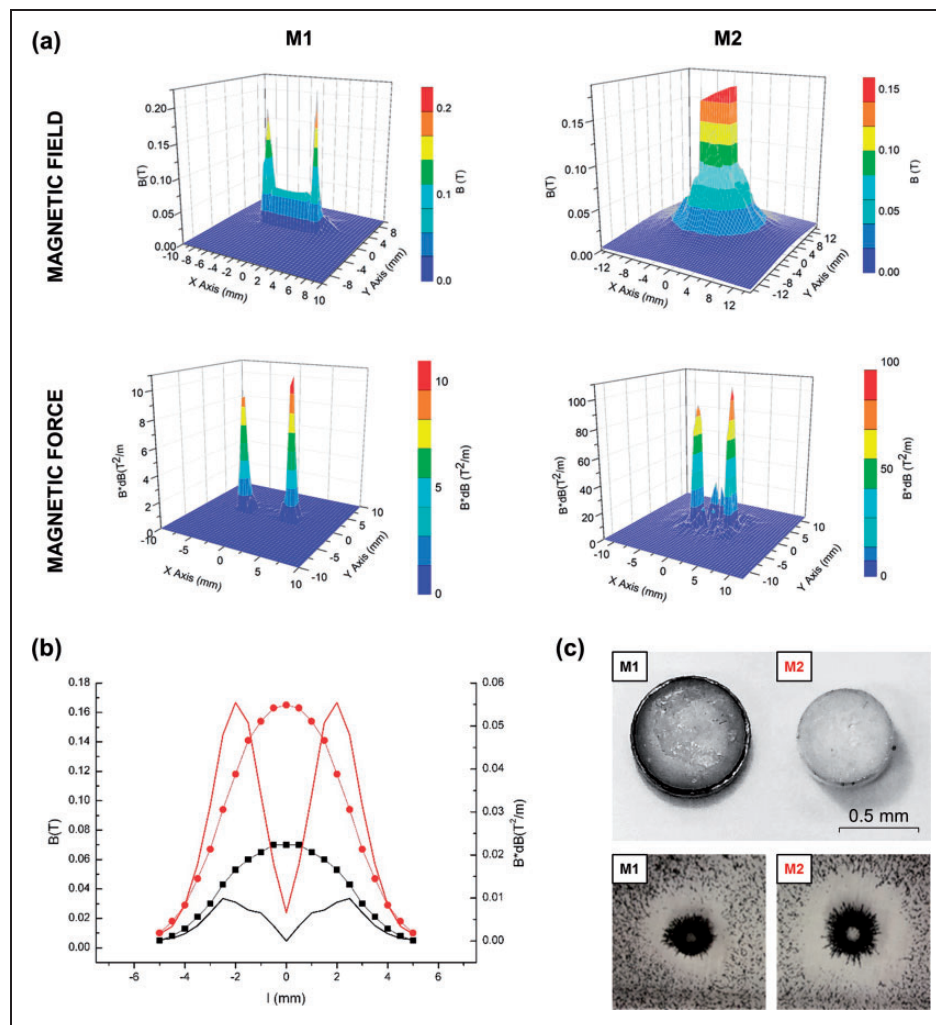 (a)
M1
M2
MAGNETIC FIELD
0.20
0.15
0.10
0.05
0.00
B(T)
-10 -8 -6 -4 -2 0 2 4 6 8 10
X Axis (mm)
-8 -4 0 4 8
Y Axis (mm)
0.2
0.1
0.0
B (T)
0.15
0.10
0.05
0.00
B(T)
-12 -8 -4 0 4 8 12
X Axis (mm)
-12 -8 -4 0 4 8 12
Y Axis (mm)
0.15
0.10
0.05
0.00
B (T)
MAGNETIC FORCE
10
8
6
4
2
0
B*dB(T²/m)
-10 -5 0 5 10
X Axis (mm)
-10 -5 0 5 10
Y Axis (mm)
10
5
0
B*dB (T²/m)
100
80
60
40
20
0
B*dB(T²/m)
-10 -5 0 5 10
X Axis (mm)
-10 -5 0 5 10
Y Axis (mm)
100
50
0
B*dB (T²/m)
(b)
0.18
0.16
0.14
0.12
0.10
0.08
0.06
0.04
0.02
0.00
B(T)
-6 -4 -2 0 2 4 6
l (mm)
0.06
0.05
0.04
0.03
0.02
0.01
0.00
B*dB(T²/m)
(c)
M1
M2
0.5 mm
M1
M2